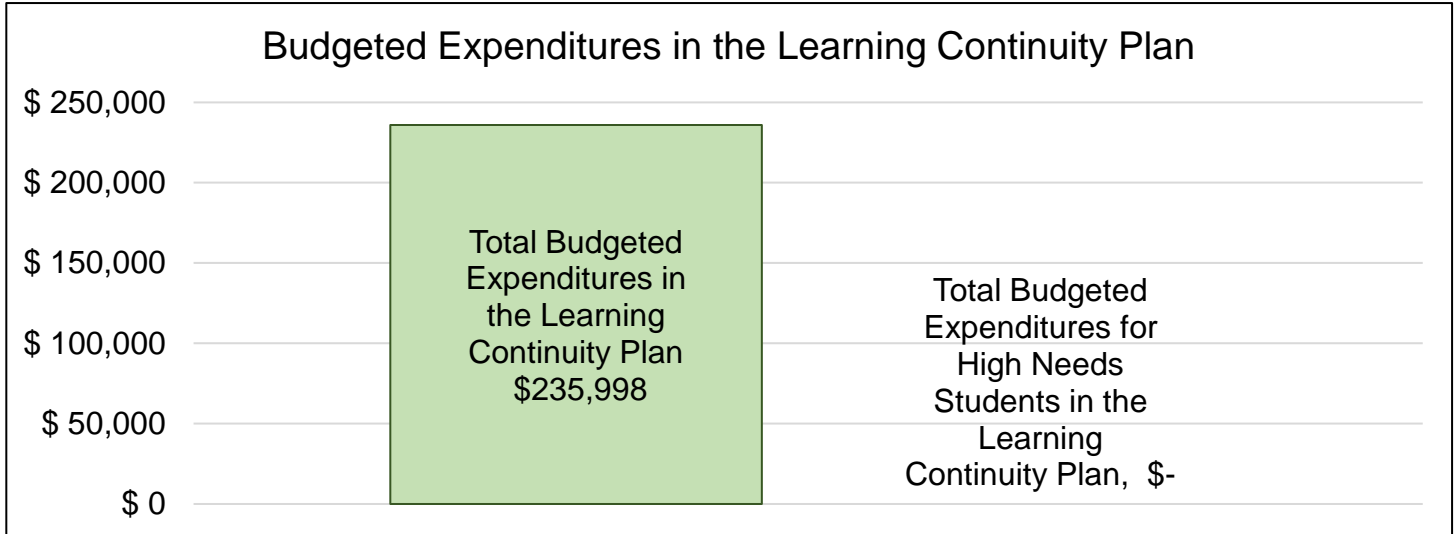 Budgeted Expenditures in the Learning Continuity Plan
$ 250,000
$ 200,000
$ 150,000
$ 100,000
$ 50,000
$ 0
Total Budgeted
Expenditures in
the Learning
Continuity Plan
$235,998
Total Budgeted
Expenditures for
High Needs
Students in the
Learning
Continuity Plan, $-